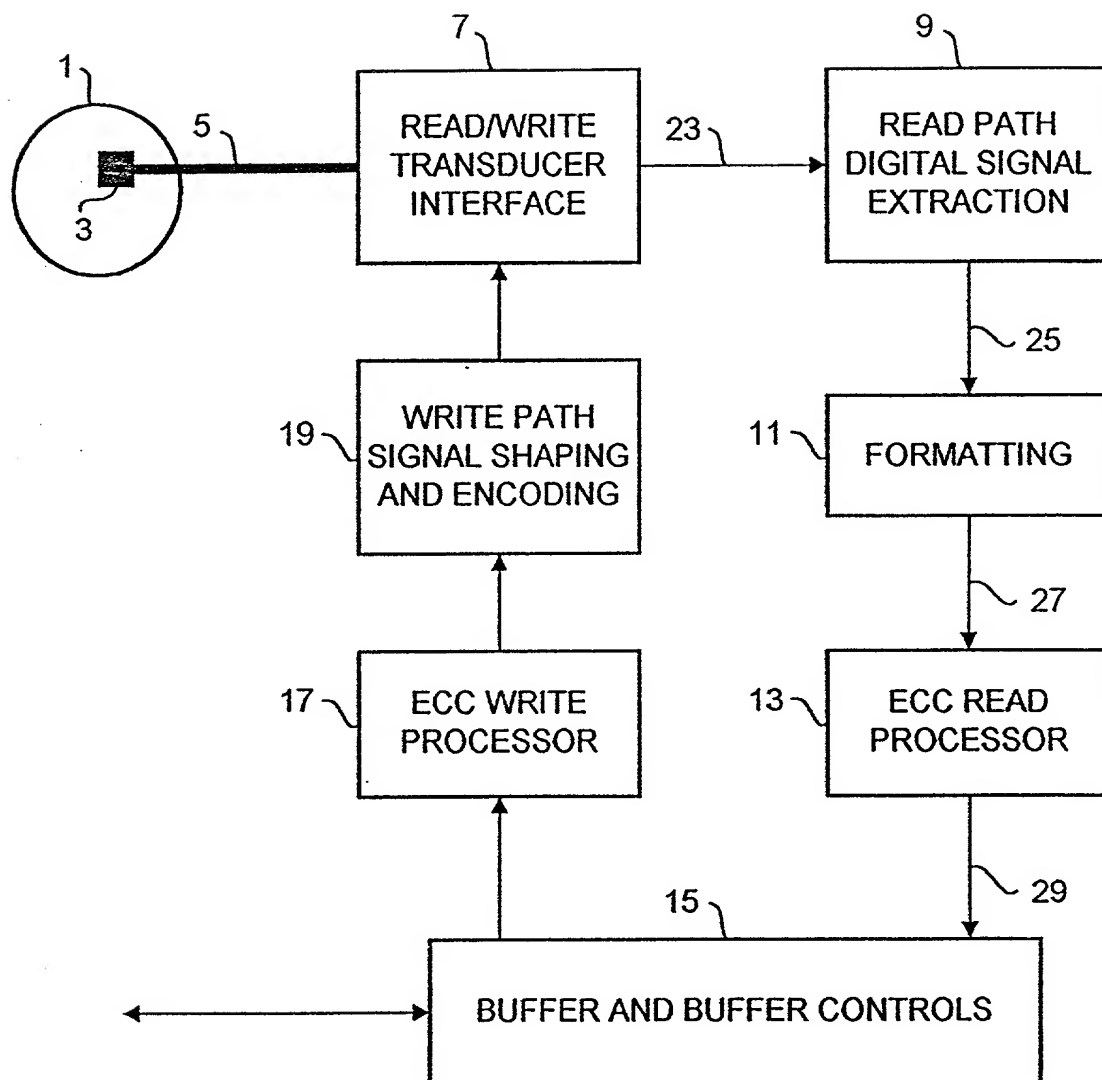 7
9
1
5
READ/WRITE
TRANSDUCER
INTERFACE
23
READ PATH
DIGITAL SIGNAL
EXTRACTION
3
25
19
WRITE PATH
SIGNAL SHAPING
AND ENCODING
11
FORMATTING
27
17
ECC WRITE
PROCESSOR
13
ECC READ
PROCESSOR
29
15
BUFFER AND BUFFER CONTROLS